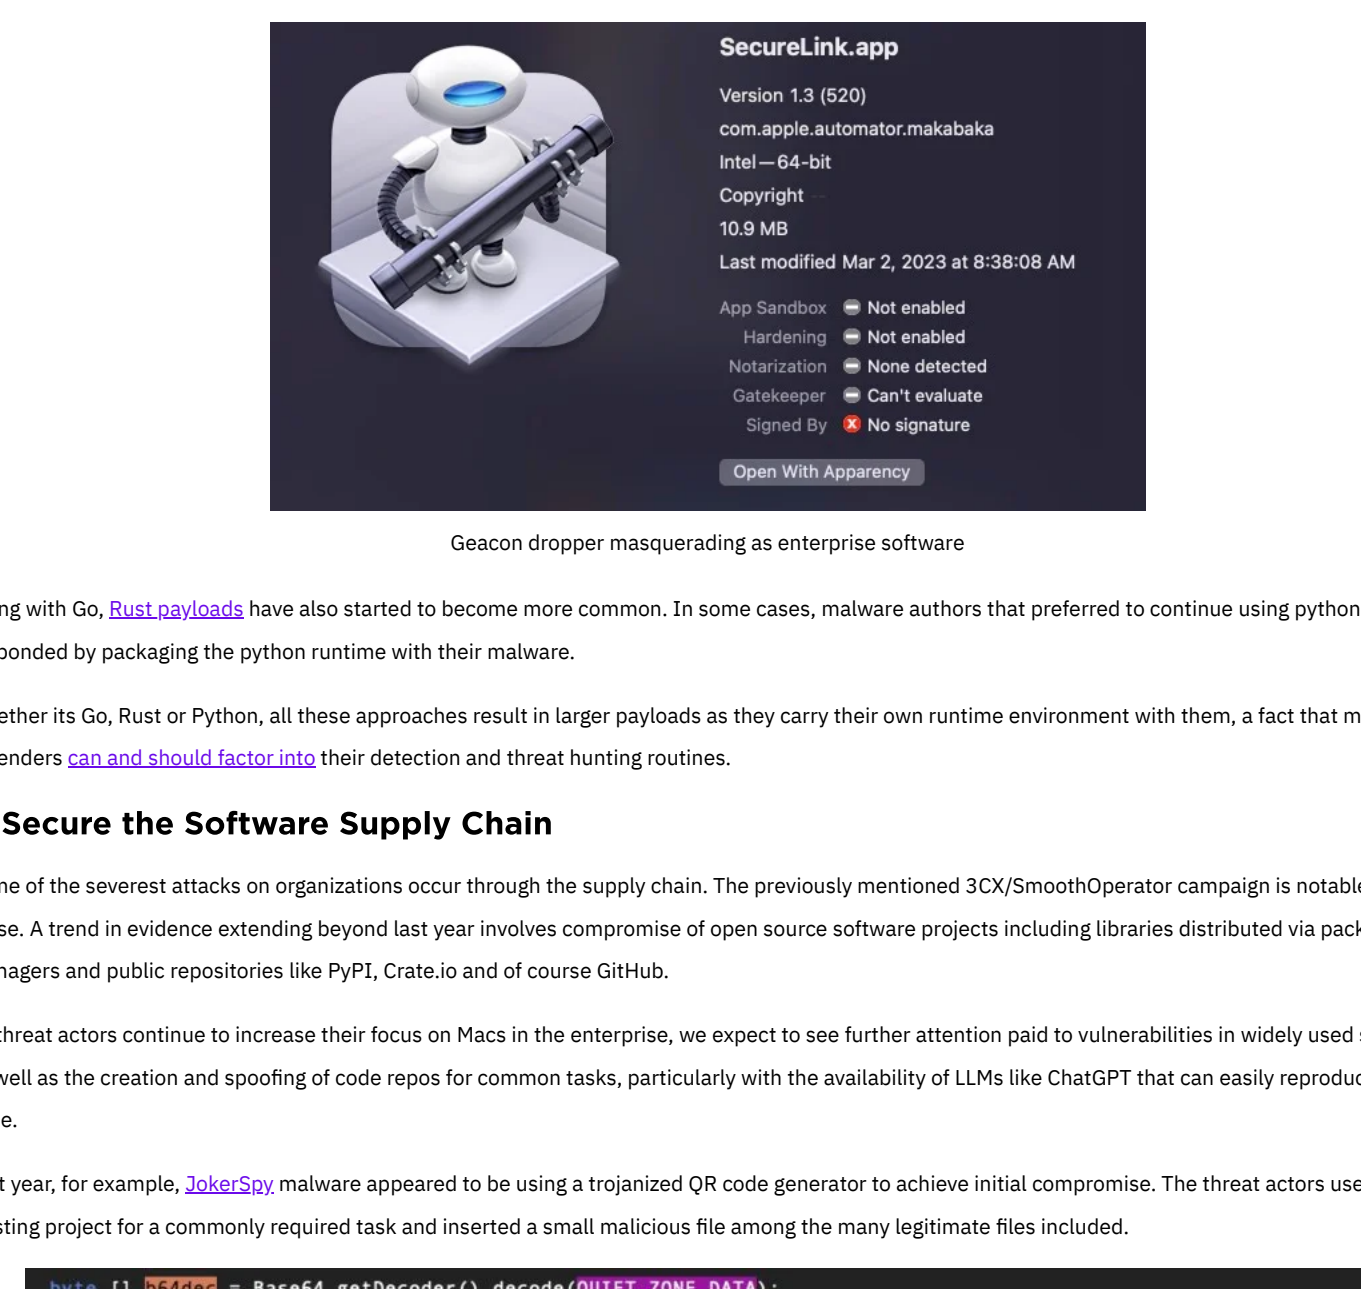 SecureLink.app
Version 1.3 (520)
com.apple.automator.makabaka
Intel—64-bit
Copyright --
10.9 MB
Last modified Mar 2, 2023 at 8:38:08 AM
App Sandbox Not enabled
Hardening Not enabled
Notarization None detected
Gatekeeper Can't evaluate
Signed By No signature
Open With Apparency
Geacon dropper masquerading as enterprise software
ng with Go, Rust payloads have also started to become more common. In some cases, malware authors that preferred to continue using python
ponded by packaging the python runtime with their malware.
ether its Go, Rust or Python, all these approaches result in larger payloads as they carry their own runtime environment with them, a fact that m
enders can and should factor into their detection and threat hunting routines.
Secure the Software Supply Chain
me of the severest attacks on organizations occur through the supply chain. The previously mentioned 3CX/SmoothOperator campaign is notable
se. A trend in evidence extending beyond last year involves compromise of open source software projects including libraries distributed via pack
nagers and public repositories like PyPI, Crate.io and of course GitHub.
threat actors continue to increase their focus on Macs in the enterprise, we expect to see further attention paid to vulnerabilities in widely used s
well as the creation and spoofing of code repos for common tasks, particularly with the availability of LLMs like ChatGPT that can easily reproduc
e.
t year, for example, JokerSpy malware appeared to be using a trojanized QR code generator to achieve initial compromise. The threat actors use
sting project for a commonly required task and inserted a small malicious file among the many legitimate files included.
byte [] b64dec = Base64.getDecoder().decode(QUIET_ZONE_DATA);